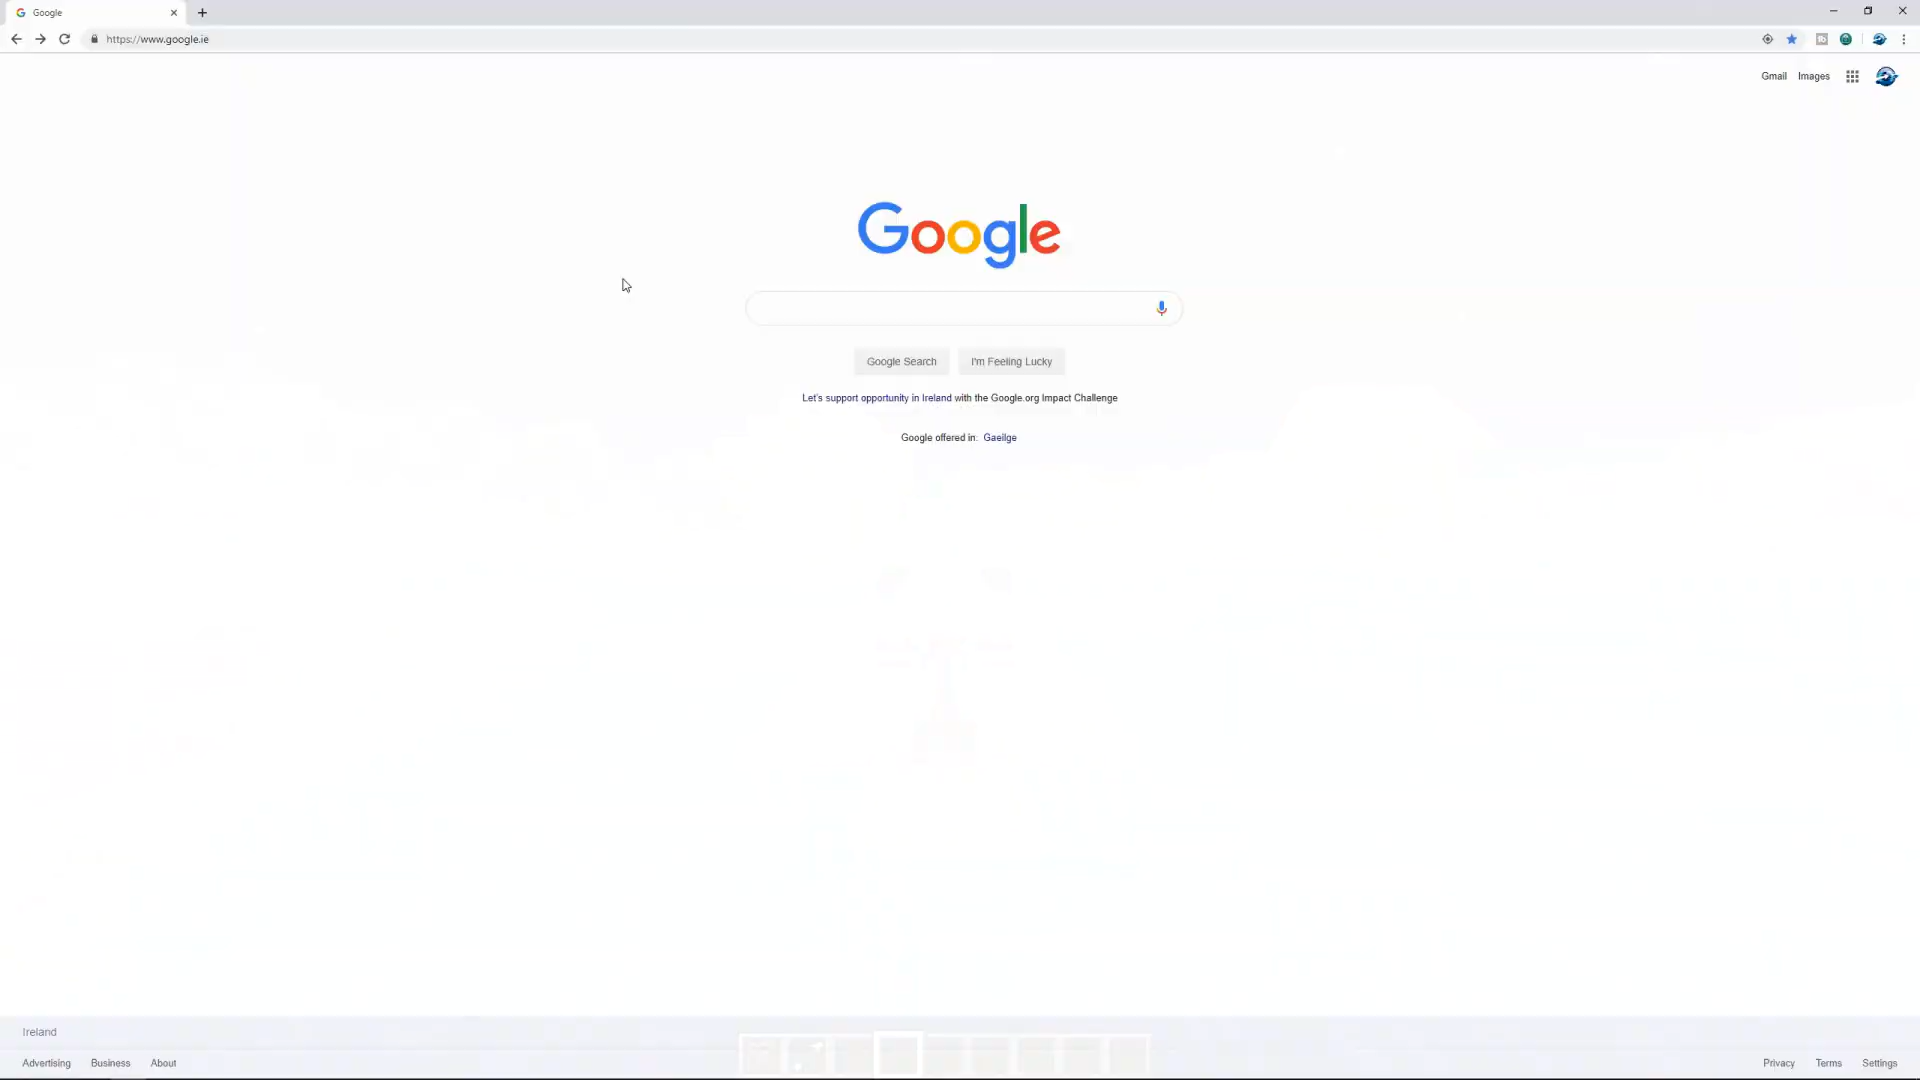 Google
https://www.google.ie
Gmail Images
Google
Google Search I'm Feeling Lucky
Let's support opportunity in Ireland with the Google.org Impact Challenge
Google offered in: Gaeilge
Ireland
Advertising Business About
Privacy Terms Settings